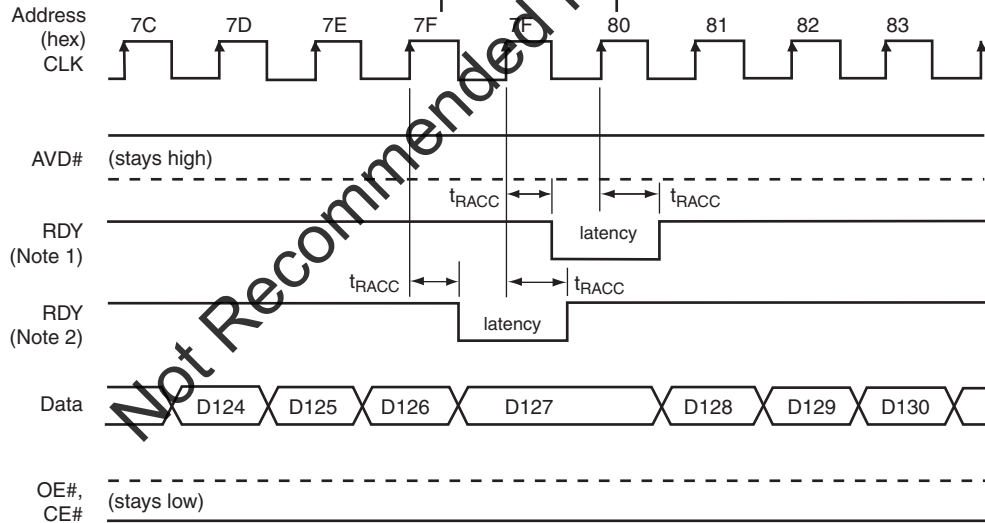 Address
(hex)
CLK
7C 7D 7E 7F 7F 80 81 82 83
AVD#
(stays high)
tRACC tRACC
RDY
(Note 1)
latency
tRACC tRACC
RDY
(Note 2)
latency
Data
D124 D125 D126 D127 D128 D129 D130
OE#,
CE#
(stays low)
Not Recommended